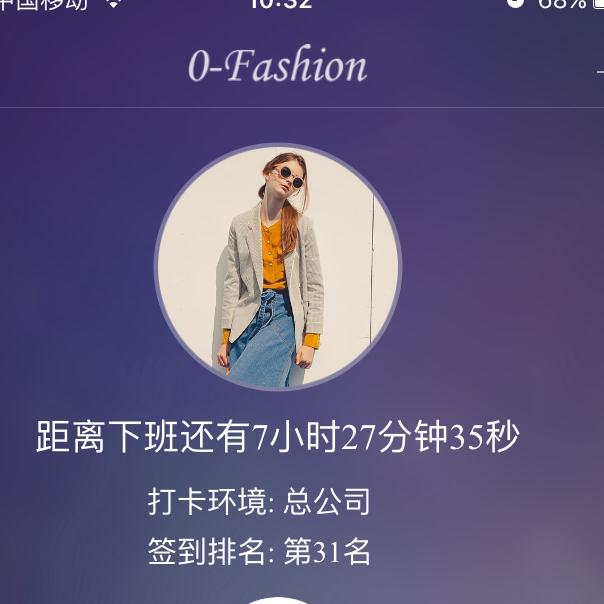 中国移动 10:32 68%
0-Fashion
距离下班还有7小时27分钟35秒
打卡环境: 总公司
签到排名: 第31名